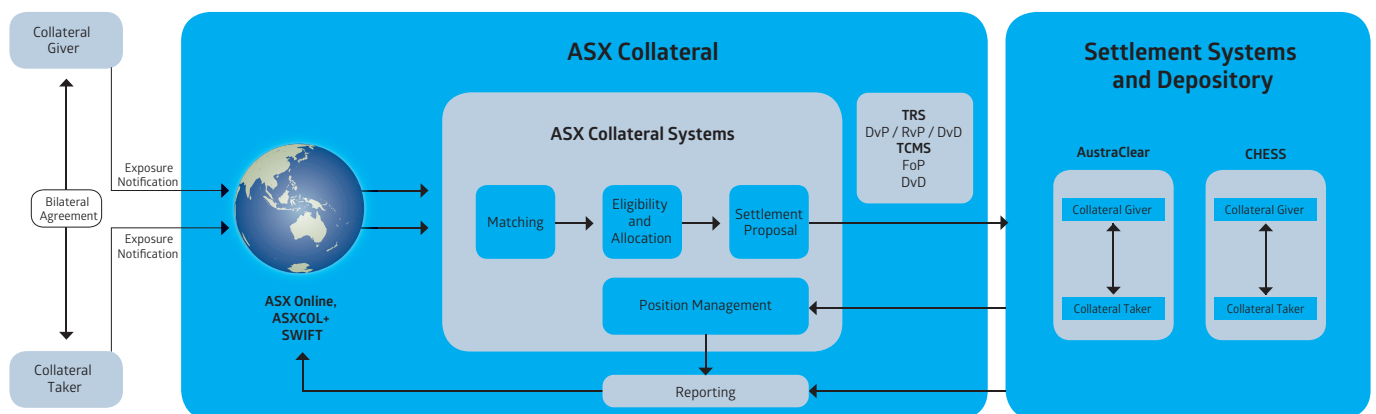 Collateral
Giver
Bilateral
Agreement
Collateral
Taker
Exposure
Notification
Exposure
Notification
ASX Collateral
ASX Online,
ASXCOL+
SWIFT
ASX Collateral Systems
Matching
Eligibility
and
Allocation
Settlement
Proposal
Position Management
Reporting
TRS
DvP / RvP / DvD
TCMS
FoP
DvD
Settlement Systems
and Depository
AustraClear
Collateral Giver
Collateral Taker
CHESS
Collateral Giver
Collateral Taker